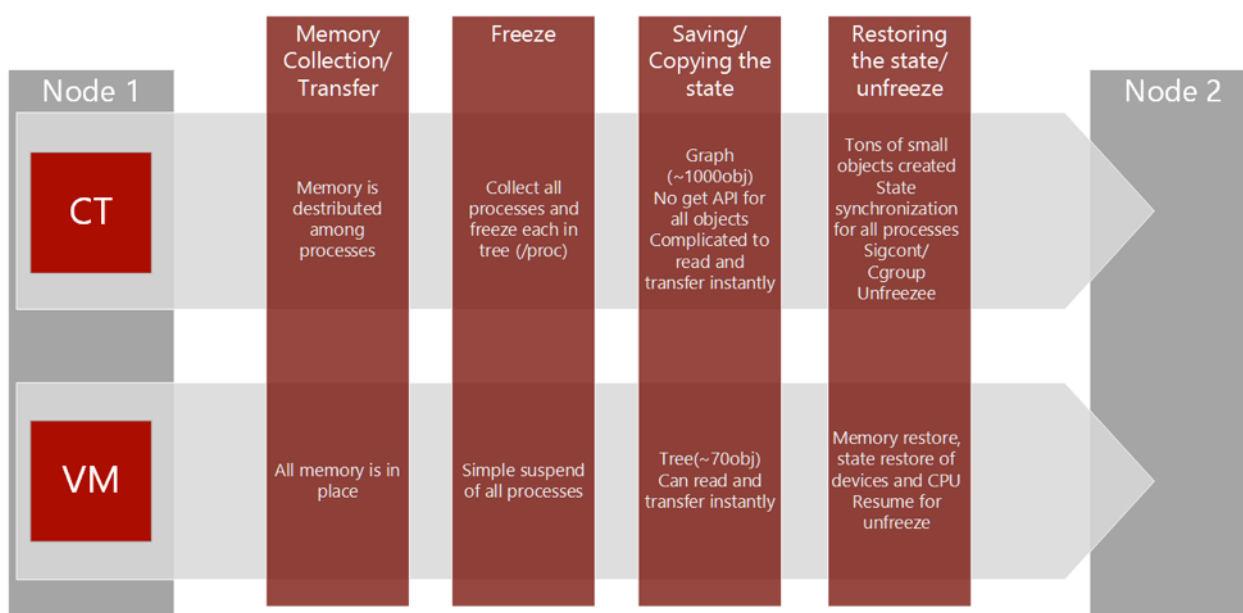 Node 1
Memory
Collection/
Transfer
Freeze
Saving/
Copying the
state
Restoring
the state/
unfreeze
Node 2
CT
Memory is
destributed
among
processes
Collect all
processes and
freeze each in
tree (/proc)
Graph
(~1000obj)
No get API for
all objects
Complicated to
read and
transfer instantly
Tons of small
objects created
State
synchronization
for all processes
Sigcont/
Cgroup
Unfreezee
VM
All memory is in
place
Simple suspend
of all processes
Tree(~70obj)
Can read and
transfer instantly
Memory restore,
state restore of
devices and CPU
Resume for
unfreeze